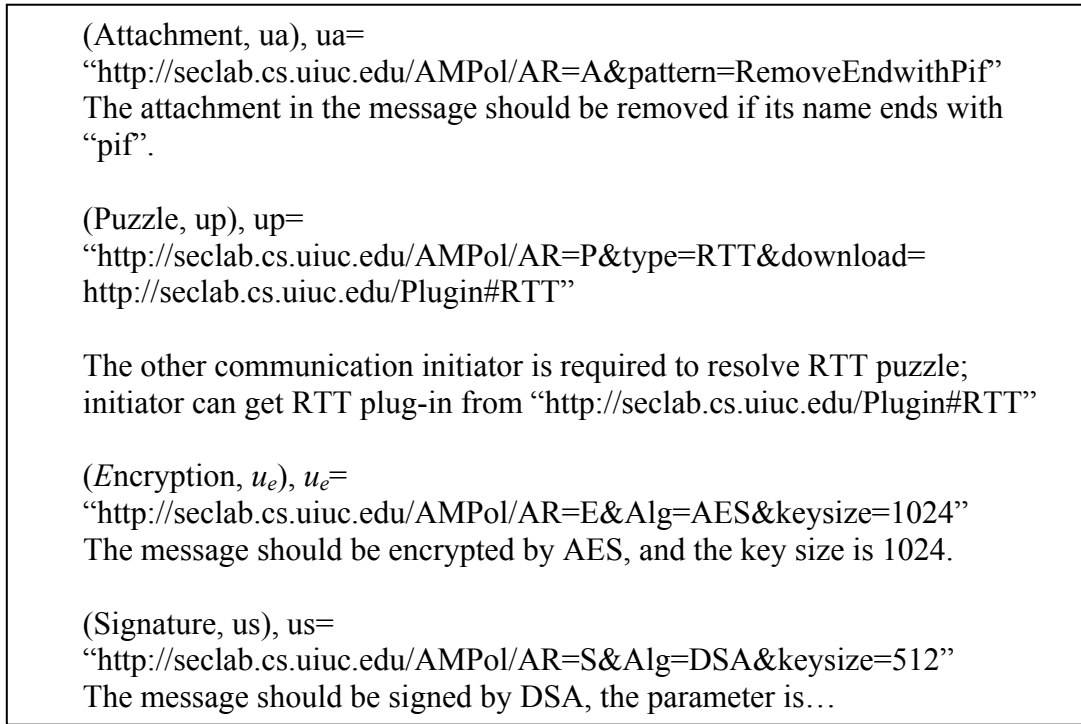 (Attachment, ua), ua=
“http://seclab.cs.uiuc.edu/AMPol/AR=A&pattern=RemoveEndwithPif”
The attachment in the message should be removed if its name ends with
“pif”.
(Puzzle, up), up=
“http://seclab.cs.uiuc.edu/AMPol/AR=P&type=RTT&download=
http://seclab.cs.uiuc.edu/Plugin#RTT”
The other communication initiator is required to resolve RTT puzzle;
initiator can get RTT plug-in from “http://seclab.cs.uiuc.edu/Plugin#RTT”
(Encryption, ue), ue=
“http://seclab.cs.uiuc.edu/AMPol/AR=E&Alg=AES&keysize=1024”
The message should be encrypted by AES, and the key size is 1024.
(Signature, us), us=
“http://seclab.cs.uiuc.edu/AMPol/AR=S&Alg=DSA&keysize=512”
The message should be signed by DSA, the parameter is…